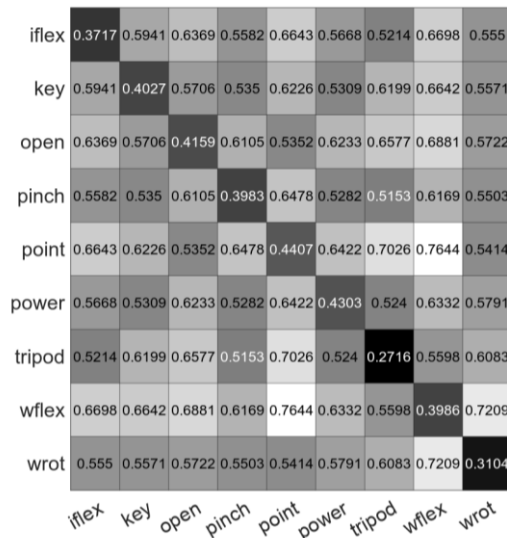 iflex 0.3717 0.5941 0.6369 0.5582 0.6643 0.5668 0.5214 0.6698 0.555
key 0.5941 0.4027 0.5706 0.535 0.6226 0.5309 0.6199 0.6642 0.5571
open 0.6369 0.5706 0.4159 0.6105 0.5352 0.6233 0.6577 0.6881 0.5722
pinch 0.5582 0.535 0.6105 0.3983 0.6478 0.5282 0.5153 0.6169 0.5503
point 0.6643 0.6226 0.5352 0.6478 0.4407 0.6422 0.7026 0.7644 0.5414
power 0.5668 0.5309 0.6233 0.5282 0.6422 0.4303 0.524 0.6332 0.5791
tripod 0.5214 0.6199 0.6577 0.5153 0.7026 0.524 0.2716 0.5598 0.6083
wflex 0.6698 0.6642 0.6881 0.6169 0.7644 0.6332 0.5598 0.3986 0.7209
wrot 0.555 0.5571 0.5722 0.5503 0.5414 0.5791 0.6083 0.7209 0.3104
iflex key open pinch point power tripod wflex wrot